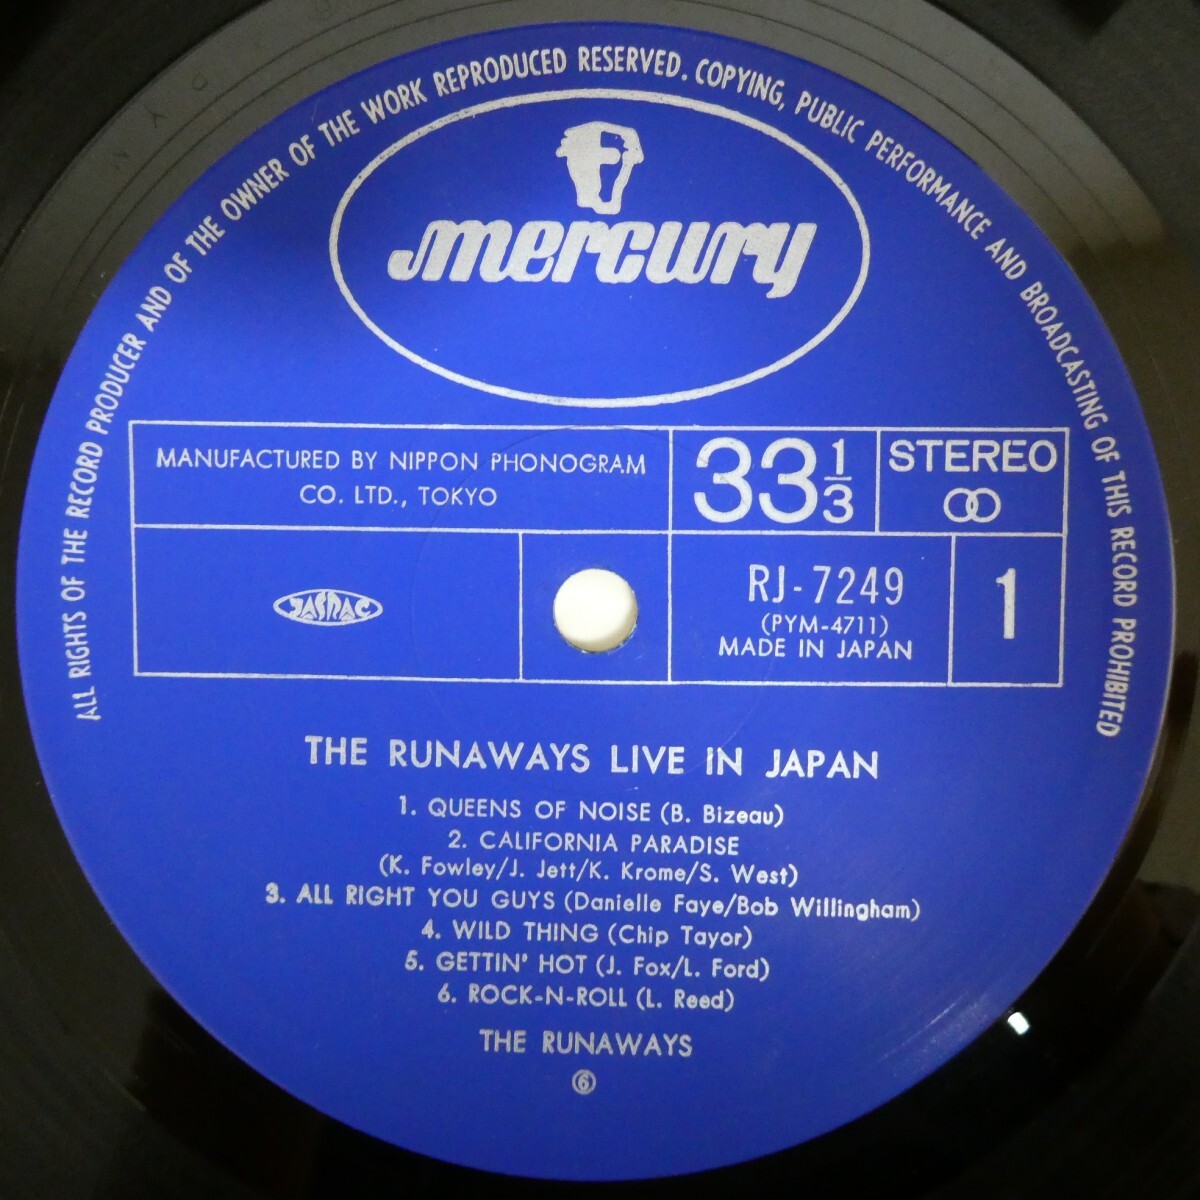 ALL RIGHTS OF THE RECORD PRODUCER AND OF THE OWNER OF THE WORK REPRODUCED RESERVED. COPYING, PUBLIC PERFORMANCE AND BROADCASTING OF THIS RECORD PROHIBITED
mercury
MANUFACTURED BY NIPPON PHONOGRAM
CO. LTD., TOKYO
33 1/3
STEREO
JASRAC
RJ-7249
(PYM-4711)
MADE IN JAPAN
1
THE RUNAWAYS LIVE IN JAPAN
1. QUEENS OF NOISE (B. Bizeau)
2. CALIFORNIA PARADISE
(K. Fowley/J. Jett/K. Krome/S. West)
3. ALL RIGHT YOU GUYS (Danielle Faye/Bob Willingham)
4. WILD THING (Chip Tayor)
5. GETTIN' HOT (J. Fox/L. Ford)
6. ROCK-N-ROLL (L. Reed)
THE RUNAWAYS
⑥